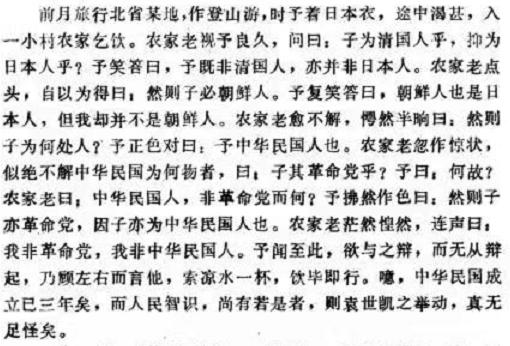 前月旅行北省某地，作登山游，时予着日本衣，途中渴甚，入
一小村农家乞饮。农家老视予良久，问曰：子为清国人乎，抑为
日本人乎？予笑答曰，予既非清国人，亦并非日本人。农家老点
头，自以为得曰：然则子必朝鲜人。予复笑答曰，朝鲜人也是日
本人，但我却并不是朝鲜人。农家老愈不解，愕然半晌曰：然则
子为何处人？予正色对曰：予中华民国人也。农家老忽作惊状，
似绝不解中华民国为何物者，曰：子其革命党乎？予曰：何故？
农家老曰：中华民国人，非革命党而何？予拂然作色曰：然则子
亦革命党，因子亦为中华民国人也。农家老茫然惶然，连声曰：
我非革命党，我非中华民国人。予闻至此，欲与之辩，而无从辩
起，乃顾左右而言他，索凉水一杯，饮毕即行。噫，中华民国成
立已三年矣，而人民智识，尚有若是者，则袁世凯之举动，真无
足怪矣。